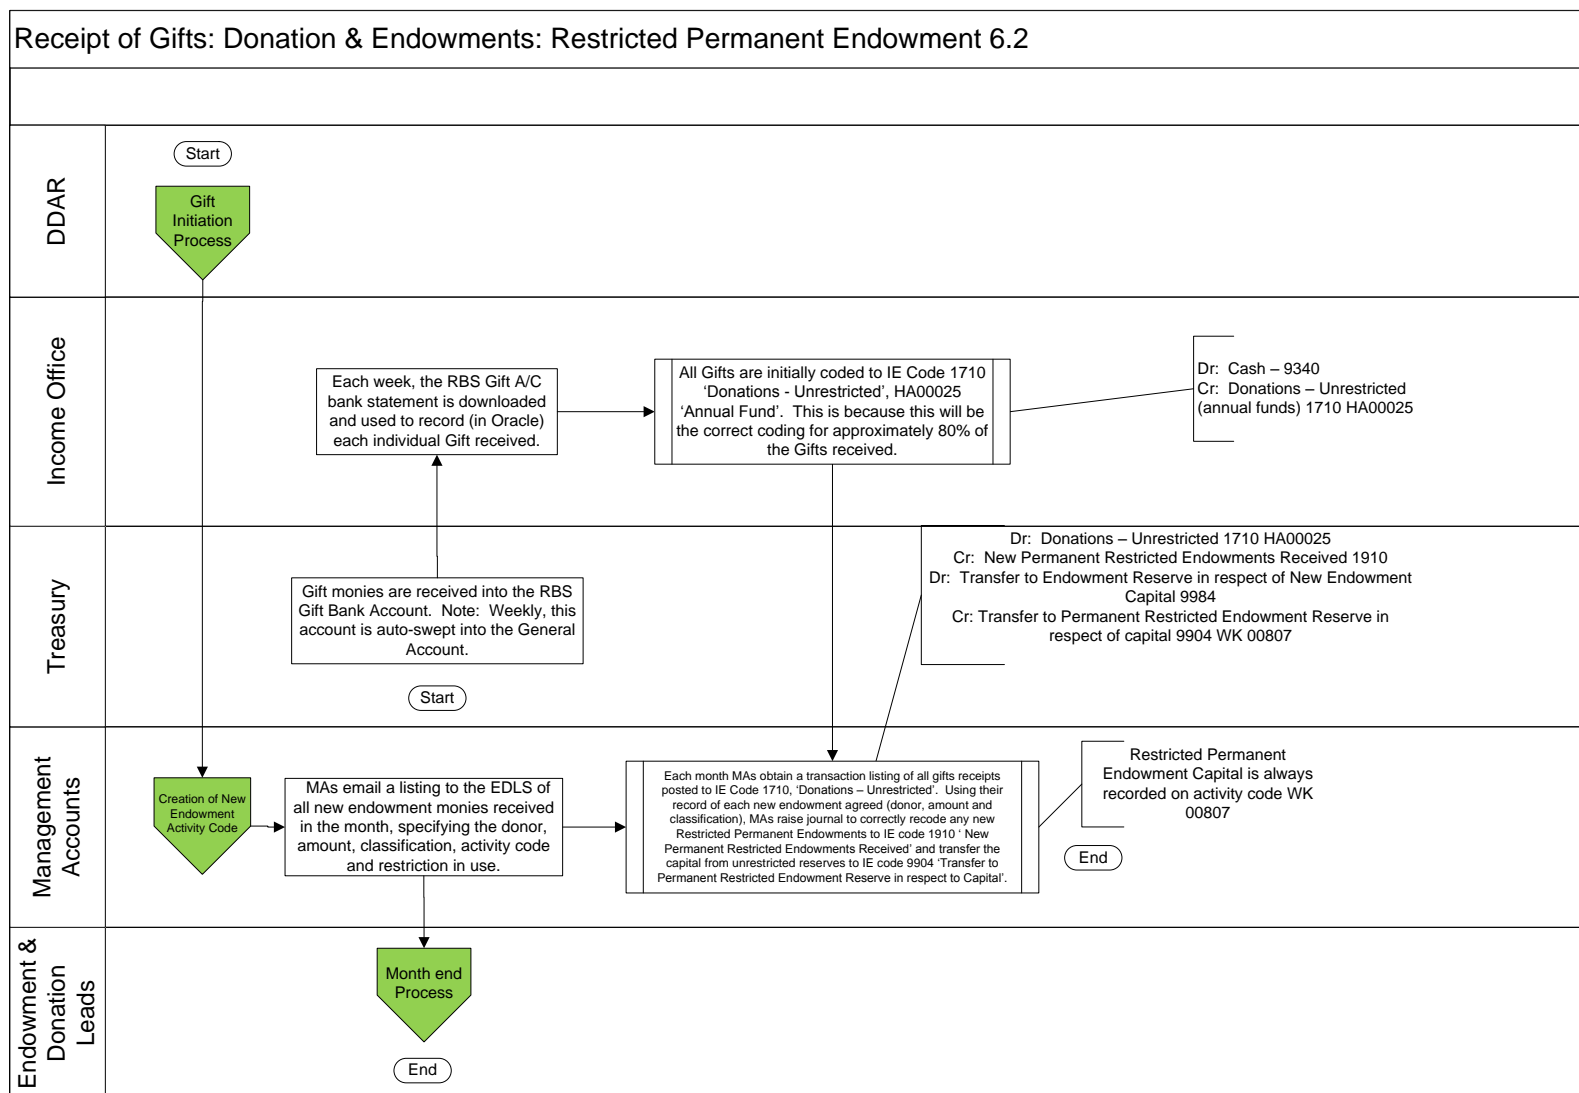 Receipt of Gifts: Donation & Endowments: Restricted Permanent Endowment 6.2
DDAR
Start
Gift
Initiation
Process
Income Office
Each week, the RBS Gift A/C
bank statement is downloaded
and used to record (in Oracle)
each individual Gift received.
All Gifts are initially coded to IE Code 1710
‘Donations - Unrestricted’, HA00025
‘Annual Fund’.  This is because this will be
the correct coding for approximately 80% of
the Gifts received.
Dr:  Cash – 9340
Cr:  Donations – Unrestricted
(annual funds) 1710 HA00025
Treasury
Gift monies are received into the RBS
Gift Bank Account.  Note:  Weekly, this
account is auto-swept into the General
Account.
Start
Dr:  Donations – Unrestricted 1710 HA00025
Cr:  New Permanent Restricted Endowments Received 1910
Dr:  Transfer to Endowment Reserve in respect of New Endowment
Capital 9984
Cr: Transfer to Permanent Restricted Endowment Reserve in
respect of capital 9904 WK 00807
Management
Accounts
Creation of New
Endowment
Activity Code
MAs email a listing to the EDLS of
all new endowment monies received
in the month, specifying the donor,
amount, classification, activity code
and restriction in use.
Each month MAs obtain a transaction listing of all gifts receipts
posted to IE Code 1710, ‘Donations – Unrestricted’.  Using their
record of each new endowment agreed (donor, amount and
classification), MAs raise journal to correctly recode any new
Restricted Permanent Endowments to IE code 1910 ‘ New
Permanent Restricted Endowments Received’ and transfer the
capital from unrestricted reserves to IE code 9904 ‘Transfer to
Permanent Restricted Endowment Reserve in respect to Capital’.
Restricted Permanent
Endowment Capital is always
recorded on activity code WK
00807
End
Endowment &
Donation
Leads
Month end
Process
End